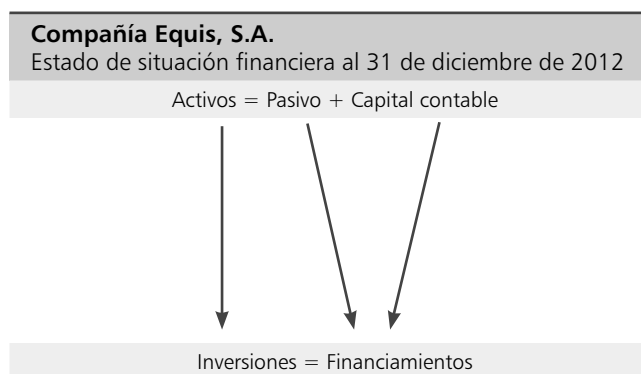 Compañía Equis, S.A.
Estado de situación financiera al 31 de diciembre de 2012
Activos = Pasivo + Capital contable
Inversiones = Financiamientos